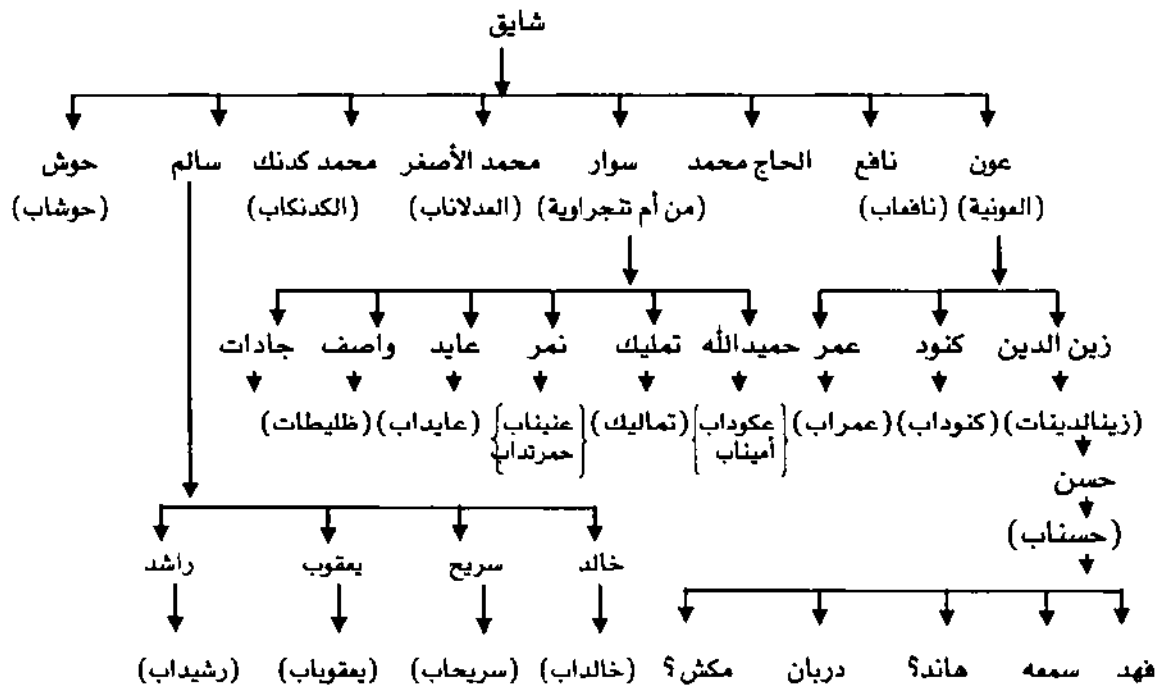 شايق
عون نافع الحاج محمد سوار محمد الأصغر محمد كدنك سالم حوش
(العونية) (نافعاب) (من أم تنجراوية) (العدلاناب) (الكدنكاب) (حوشاب)
زين الدين كنود عمر حميدالله تمليك نمر عايد واصف جادات
(زينالدينات) (كنوداب) (عمراب) {عكوداب (تماليك) {عنيناب (عايداب) (ظليطات)
أميناب} حمرتداب}
حسن
(حسناب)
خالد سريح يعقوب راشد
فهد سمعه هاند؟ دربان مكش؟ (خالداب) (سريحاب) (يعقوباب) (رشيداب)